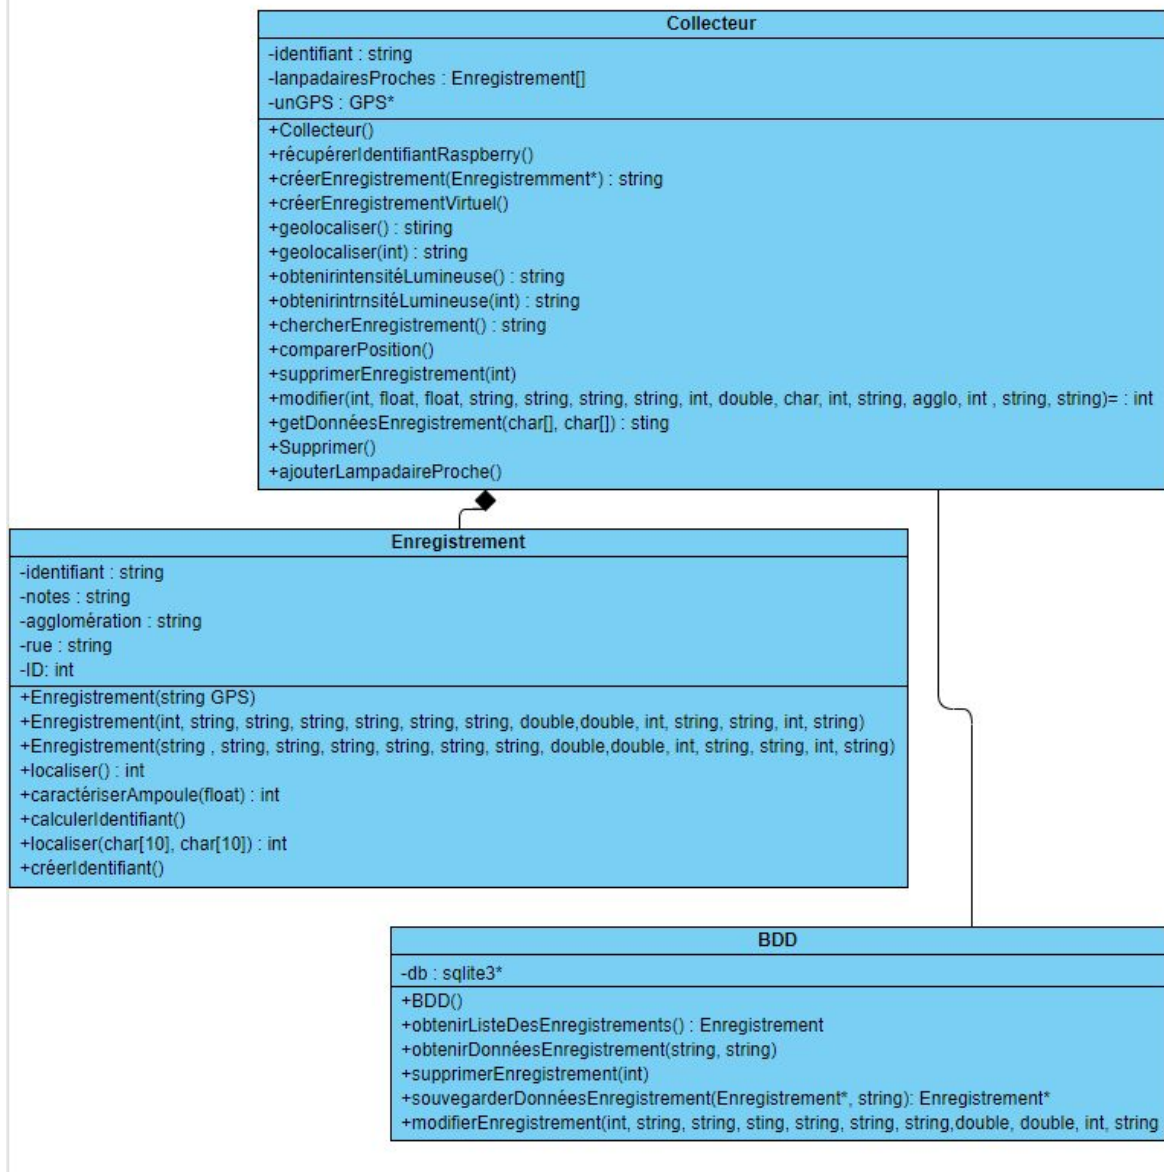 Collecteur
-identifiant : string
-lanpadairesProches : Enregistrement[]
-unGPS : GPS*
+Collecteur()
+récupérerIdentifiantRaspberry()
+créerEnregistrement(Enregistremment*) : string
+créerEnregistrementVirtuel()
+geolocaliser() : stiring
+geolocaliser(int) : string
+obtenirintensitéLumineuse() : string
+obtenirintrnsitéLumineuse(int) : string
+chercherEnregistrement() : string
+comparerPosition()
+supprimerEnregistrement(int)
+modifier(int, float, float, string, string, string, string, int, double, char, int, string, agglo, int , string, string)= : int
+getDonnéesEnregistrement(char[], char[]) : sting
+Supprimer()
+ajouterLampadaireProche()
Enregistrement
-identifiant : string
-notes : string
-agglomération : string
-rue : string
-ID: int
+Enregistrement(string GPS)
+Enregistrement(int, string, string, string, string, string, string, double,double, int, string, string, int, string)
+Enregistrement(string , string, string, string, string, string, string, double,double, int, string, string, int, string)
+localiser() : int
+caractériserAmpoule(float) : int
+calculerIdentifiant()
+localiser(char[10], char[10]) : int
+créerIdentifiant()
BDD
-db : sqlite3*
+BDD()
+obtenirListeDesEnregistrements() : Enregistrement
+obtenirDonnéesEnregistrement(string, string)
+supprimerEnregistrement(int)
+souvegarderDonnéesEnregistrement(Enregistrement*, string): Enregistrement*
+modifierEnregistrement(int, string, string, sting, string, string, string,double, double, int, string